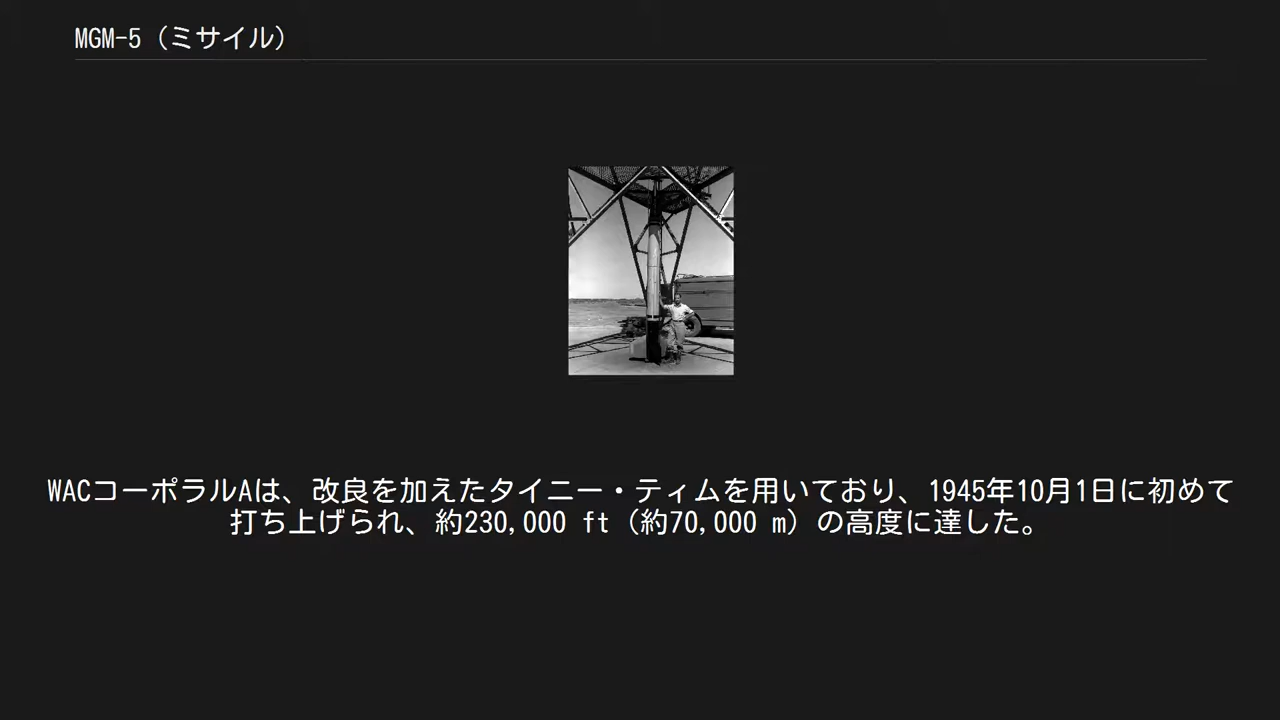 MGM-5（ミサイル）
WACコーポラルAは、改良を加えたタイニー・ティムを用いており、1945年10月1日に初めて
打ち上げられ、約230,000 ft（約70,000 m）の高度に達した。